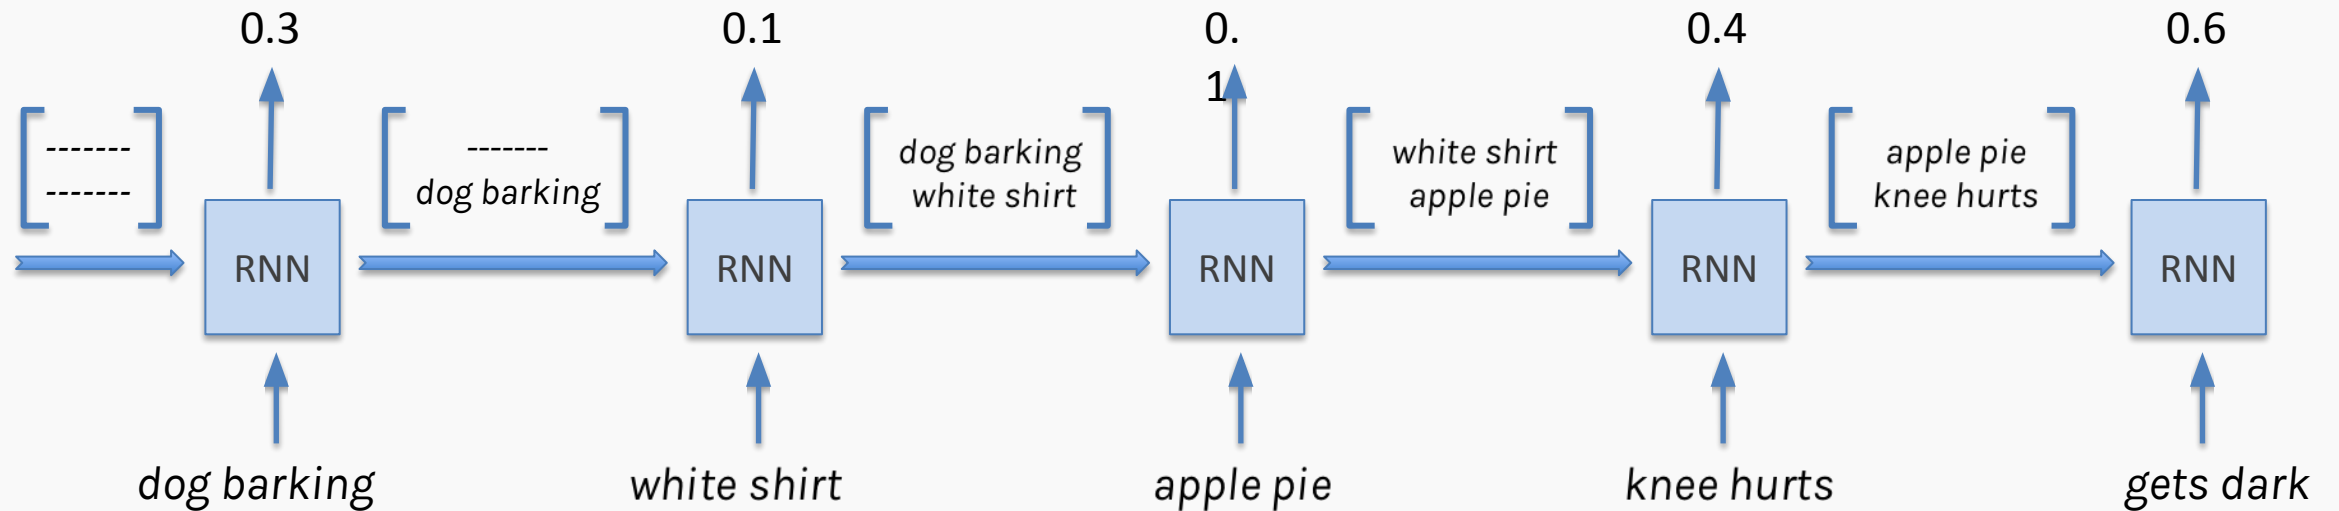 0.3
0.1
0.
1
0.4
0.6
-------
-------
-------
dog barking
dog barking
white shirt
white shirt
apple pie
apple pie
knee hurts
RNN
RNN
RNN
RNN
RNN
dog barking
white shirt
apple pie
knee hurts
gets dark